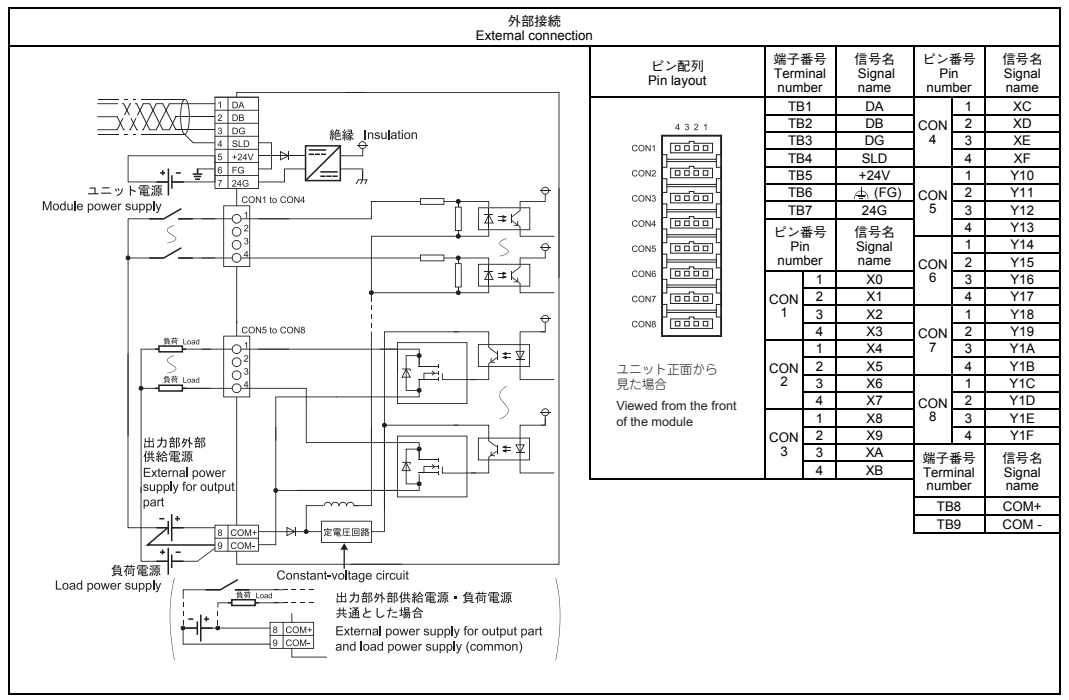 外部接続
External connection
1 DA
2 DB
3 DG
4 SLD
5 +24V
6 FG
7 24G
絶縁 Insulation
ユニット電源
Module power supply
CON1 to CON4
1
2
3
4
CON5 to CON8
負荷 Load
1
2
3
負荷 Load
4
出力部外部
供給電源
External power
supply for output
part
- +
8 COM+
9 COM-
定電圧回路
+ -
負荷電源
Load power supply
Constant-voltage circuit
負荷 Load
- +
8 COM+
9 COM-
出力部外部供給電源・負荷電源
共通とした場合
External power supply for output part
and load power supply (common)
ピン配列
Pin layout
4 3 2 1
CON1
CON2
CON3
CON4
CON5
CON6
CON7
CON8
ユニット正面から
見た場合
Viewed from the front
of the module
端子番号
Terminal
number
信号名
Signal
name
TB1 DA
TB2 DB
TB3 DG
TB4 SLD
TB5 +24V
TB6 (FG)
TB7 24G
ピン番号
Pin
number
信号名
Signal
name
CON
1
1 X0
2 X1
3 X2
4 X3
CON
2
1 X4
2 X5
3 X6
4 X7
CON
3
1 X8
2 X9
3 XA
4 XB
ピン番号
Pin
number
信号名
Signal
name
CON
4
1 XC
2 XD
3 XE
4 XF
CON
5
1 Y10
2 Y11
3 Y12
4 Y13
CON
6
1 Y14
2 Y15
3 Y16
4 Y17
CON
7
1 Y18
2 Y19
3 Y1A
4 Y1B
CON
8
1 Y1C
2 Y1D
3 Y1E
4 Y1F
端子番号
Terminal
number
信号名
Signal
name
TB8 COM+
TB9 COM -